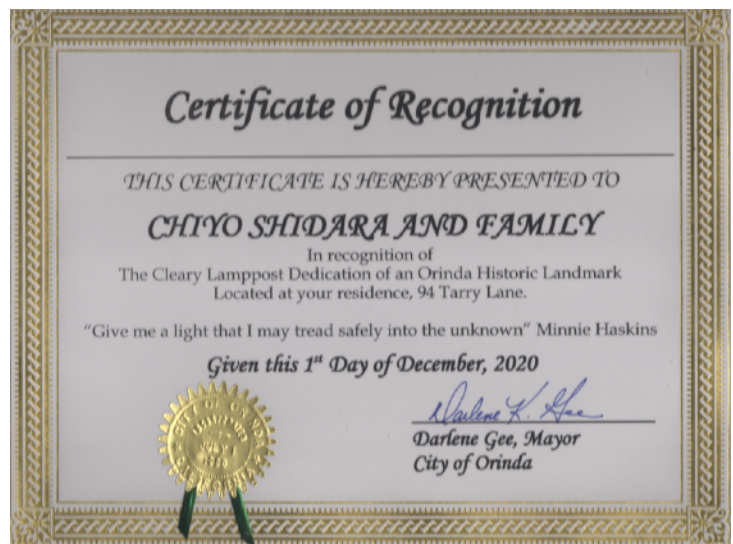 Certificate of Recognition
THIS CERTIFICATE IS HEREBY PRESENTED TO
CHIYO SHIDARA AND FAMILY
In recognition of
The Cleary Lamppost Dedication of an Orinda Historic Landmark
Located at your residence, 94 Tarry Lane.
“Give me a light that I may tread safely into the unknown” Minnie Haskins
Given this 1st Day of December, 2020
Darlene K. Gee
Darlene Gee, Mayor
City of Orinda
CITY OF ORINDA